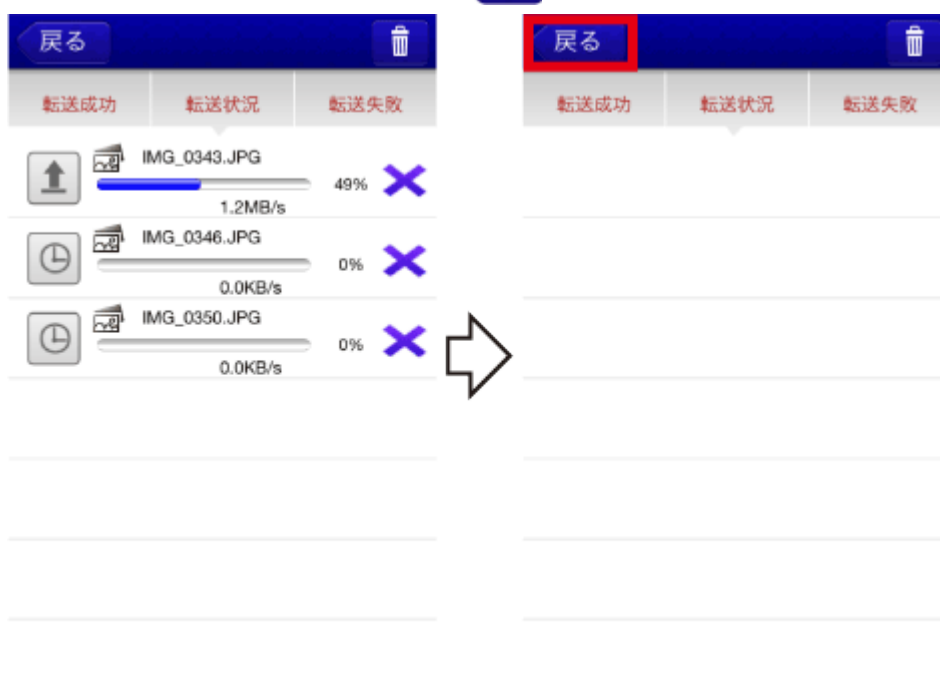 戻る
転送成功 転送状況 転送失敗
IMG_0343.JPG
49%
1.2MB/s
IMG_0346.JPG
0%
0.0KB/s
IMG_0350.JPG
0%
0.0KB/s
戻る
転送成功 転送状況 転送失敗